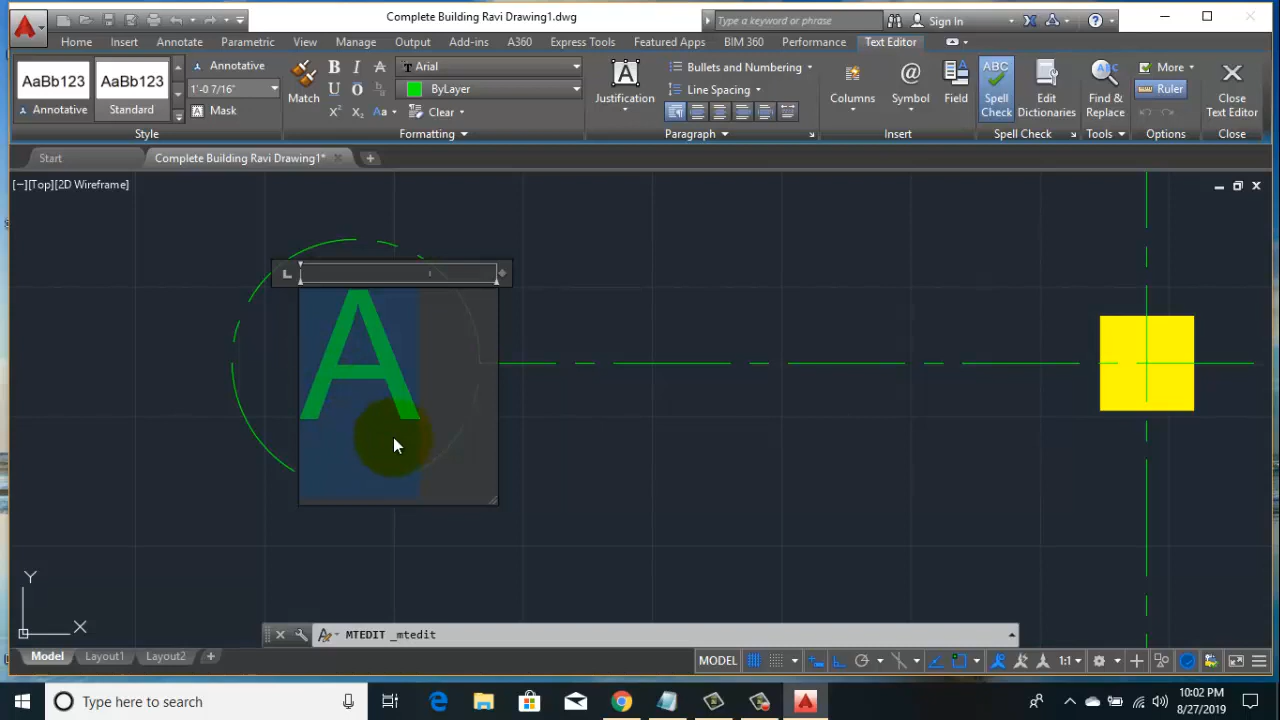 Complete Building Ravi Drawing1.dwg
Type a keyword or phrase
Sign In
Home Insert Annotate Parametric View Manage Output Add-ins A360 Express Tools Featured Apps BIM 360 Performance Text Editor
AaBb123 AaBb123
Annotative Standard
Annotative
1'-0 7/16"
Mask
Style
Match
B I A
U O
Arial
ByLayer
Clear
Formatting
A
Justification
Bullets and Numbering
Line Spacing
Paragraph
Columns
@
Symbol
Field
Insert
ABC
Spell
Check
Edit
Dictionaries
Spell Check
Find &
Replace
Tools
More
Ruler
Options
Close
Text Editor
Close
Start
Complete Building Ravi Drawing1*
[−][Top][2D Wireframe]
A
Y
X
MTEDIT _mtedit
Model Layout1 Layout2
MODEL
1:1
Type here to search
10:02 PM
8/27/2019